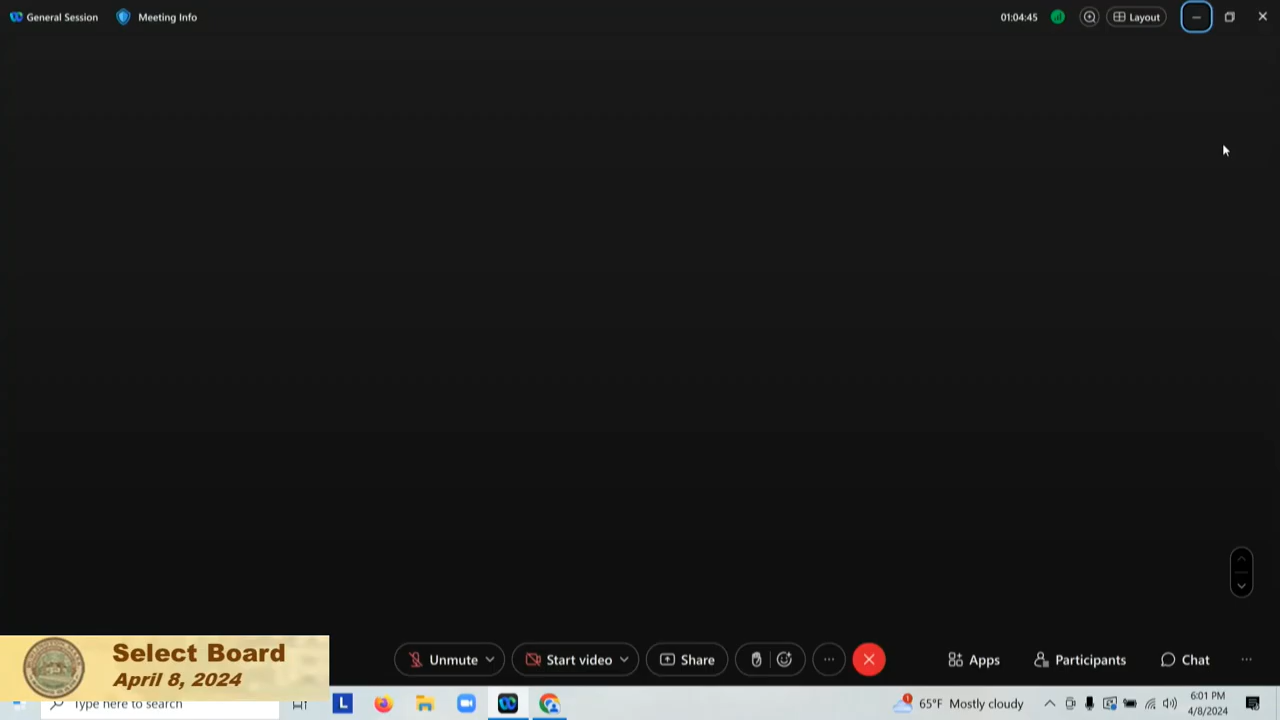 General Session
Meeting Info
01:04:45
Layout
Select Board
April 8, 2024
Unmute
Start video
Share
Apps
Participants
Chat
Type here to search
L
1
65°F Mostly cloudy
6:01 PM
4/8/2024